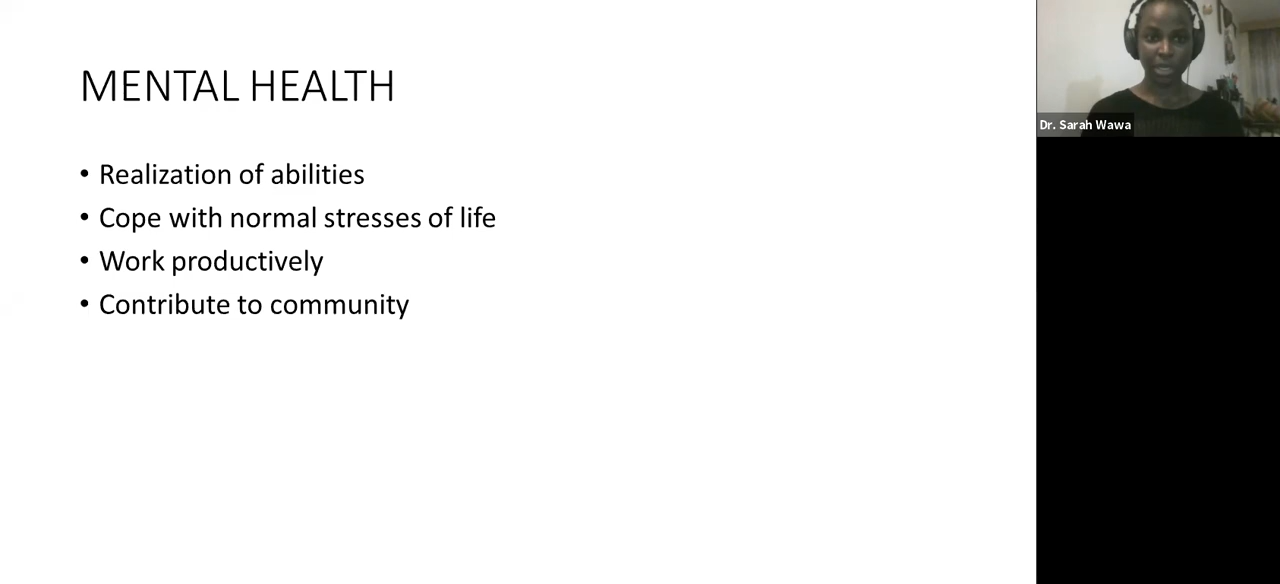 MENTAL HEALTH
• Realization of abilities
• Cope with normal stresses of life
• Work productively
• Contribute to community
Dr. Sarah Wawa